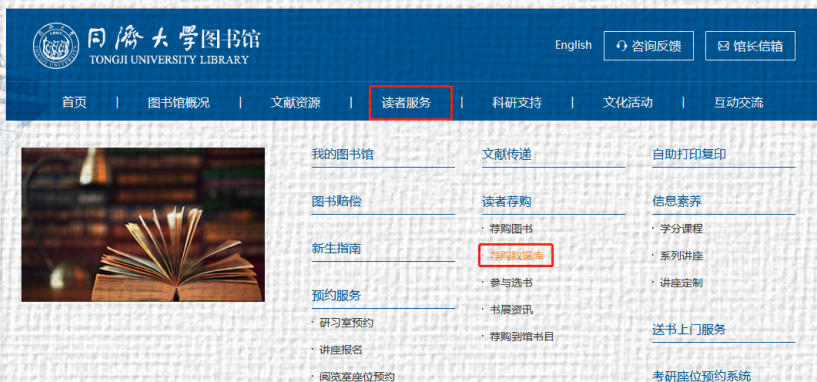 同濟大學图书馆
TONGJI UNIVERSITY LIBRARY
English
咨询反馈
馆长信箱
首页 | 图书馆概况 | 文献资源 | 读者服务 | 科研支持 | 文化活动 | 互动交流
我的图书馆
图书赔偿
新生指南
预约服务
· 研习室预约
· 讲座报名
· 阅览室座位预约
文献传递
读者荐购
· 荐购图书
· 荐购数据库
· 参与选书
· 书展资讯
· 荐购到馆书目
自助打印复印
信息素养
· 学分课程
· 系列讲座
· 讲座定制
送书上门服务
考研座位预约系统